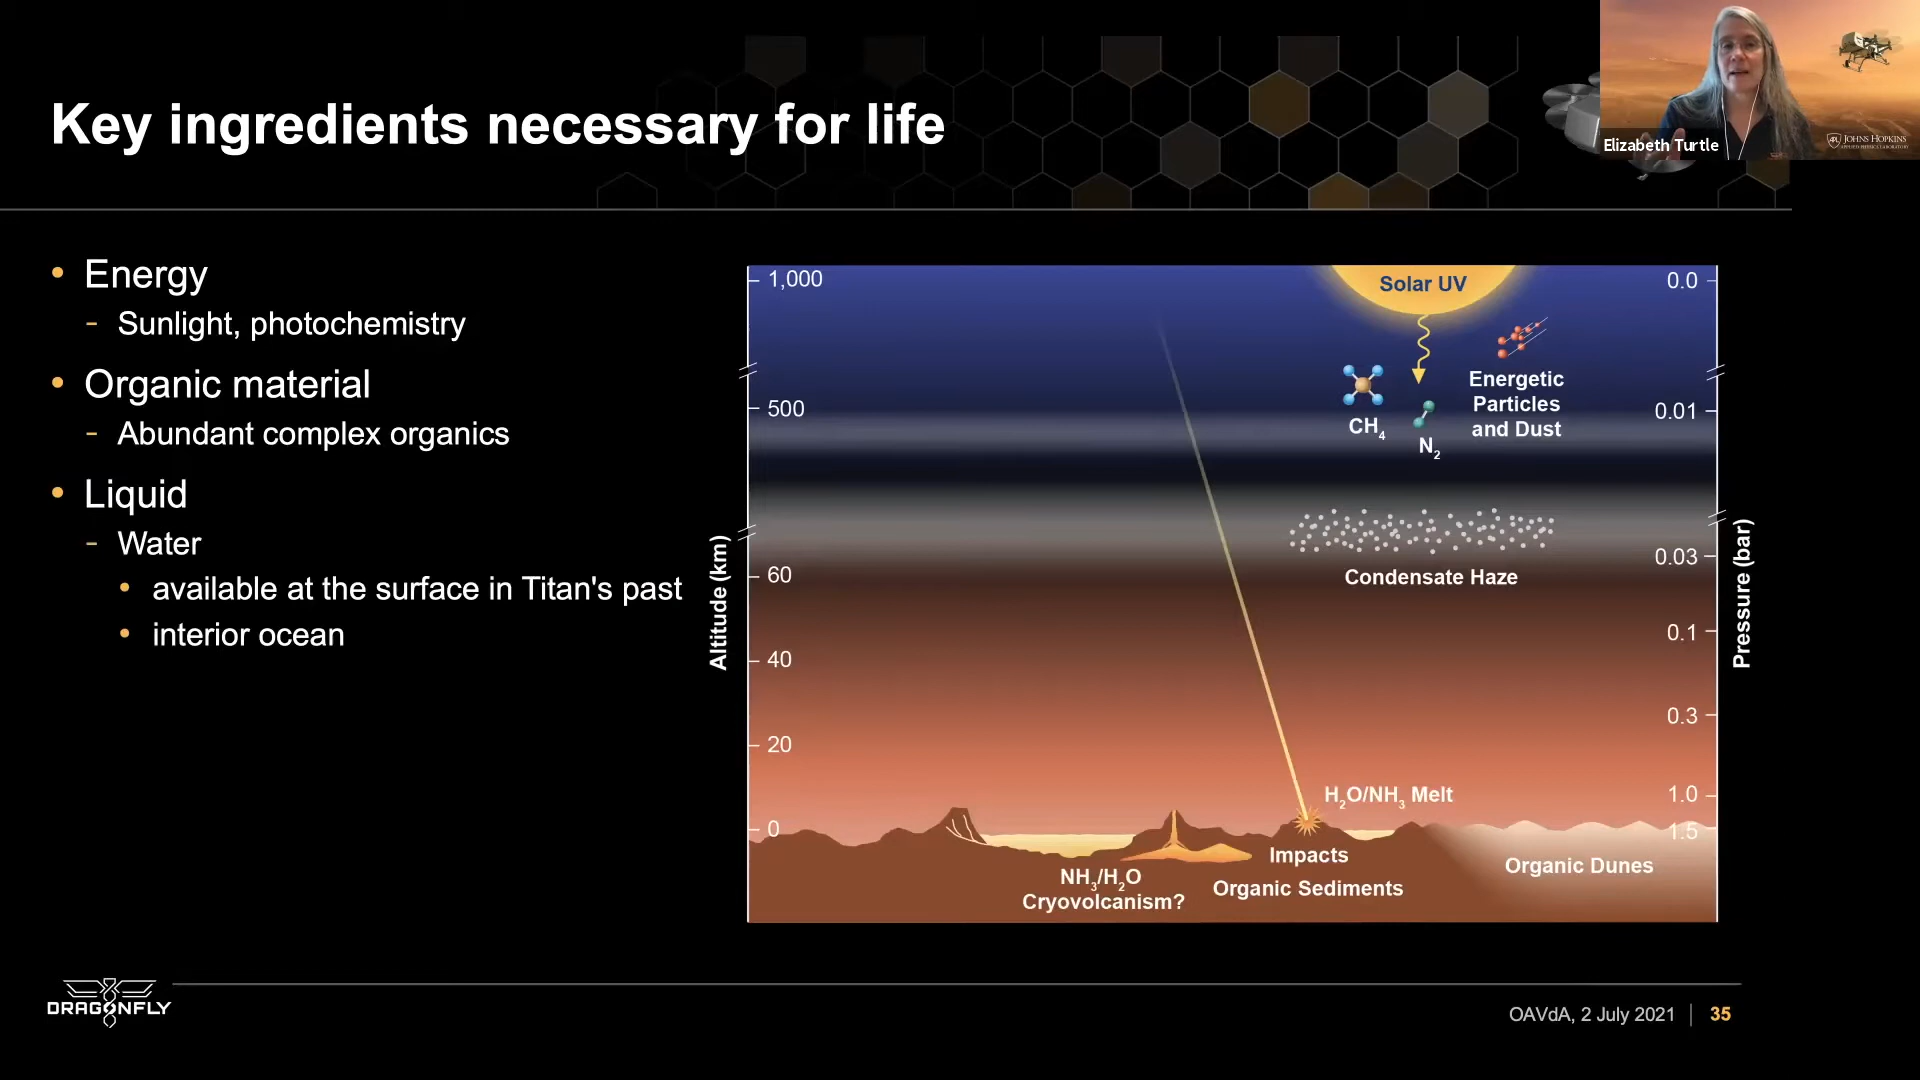 Key ingredients necessary for life
Elizabeth Turtle
JOHNS HOPKINS
APPLIED PHYSICS LABORATORY
• Energy
- Sunlight, photochemistry
• Organic material
- Abundant complex organics
• Liquid
- Water
• available at the surface in Titan's past
• interior ocean
Altitude (km)
1,000
500
60
40
20
0
Solar UV
CH4
N2
Energetic
Particles
and Dust
Condensate Haze
H2O/NH3 Melt
Impacts
NH3/H2O
Cryovolcanism?
Organic Sediments
Organic Dunes
0.0
0.01
0.03
0.1
0.3
1.0
1.5
Pressure (bar)
DRAGONFLY
OAVdA, 2 July 2021 | 35